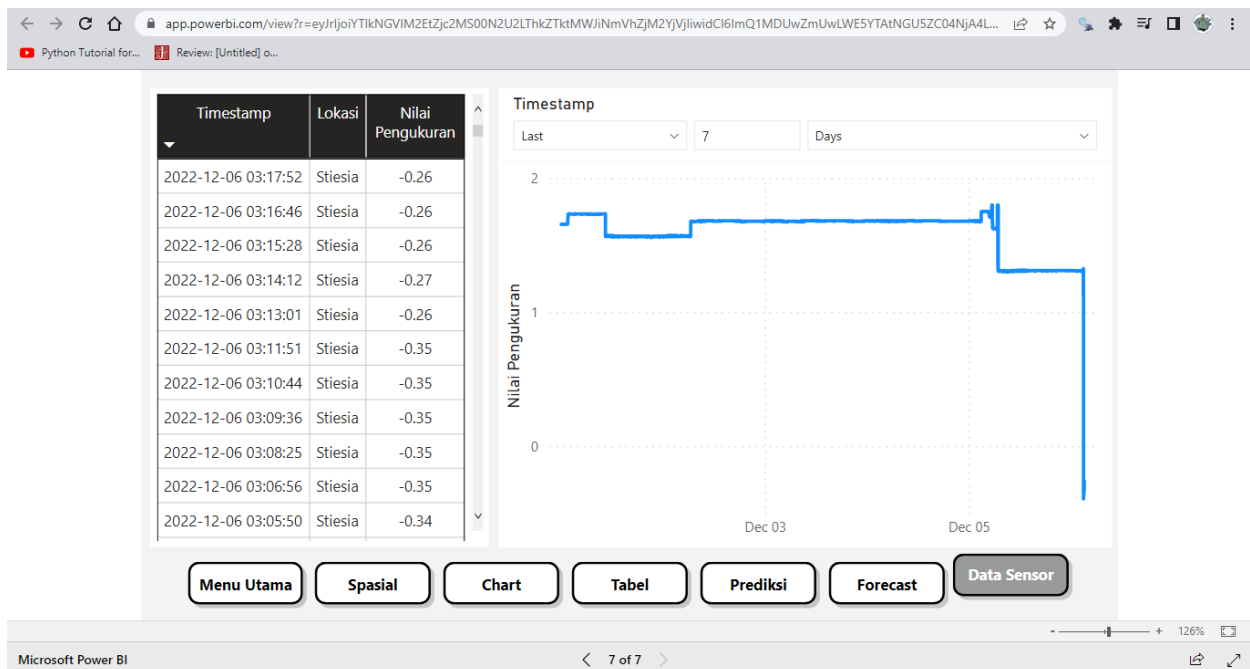 app.powerbi.com/view?r=eyJrIjoiYTlkNGVlM2EtZjc2MS00N2U2LThkZTktMWJiNmVhZjM2YjVjIiwidCI6ImQ1MDUwZmUwLWE5YTAtNGU5ZC04NjA4L...
Python Tutorial for...
Review: [Untitled] o...
Timestamp Lokasi Nilai Pengukuran
2022-12-06 03:17:52 Stiesia -0.26
2022-12-06 03:16:46 Stiesia -0.26
2022-12-06 03:15:28 Stiesia -0.26
2022-12-06 03:14:12 Stiesia -0.27
2022-12-06 03:13:01 Stiesia -0.26
2022-12-06 03:11:51 Stiesia -0.35
2022-12-06 03:10:44 Stiesia -0.35
2022-12-06 03:09:36 Stiesia -0.35
2022-12-06 03:08:25 Stiesia -0.35
2022-12-06 03:06:56 Stiesia -0.35
2022-12-06 03:05:50 Stiesia -0.34
Timestamp
Last 7 Days
Nilai Pengukuran
2
1
0
Dec 03 Dec 05
Menu Utama Spasial Chart Tabel Prediksi Forecast Data Sensor
- + 126%
Microsoft Power BI 7 of 7